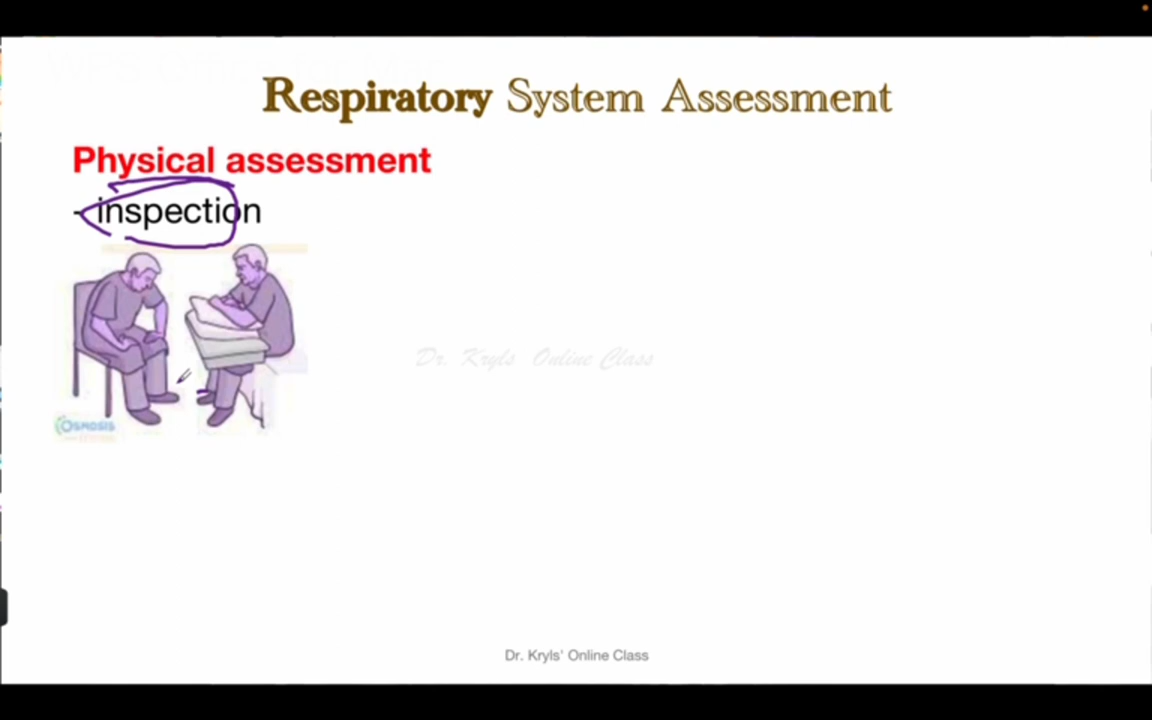 Respiratory System Assessment
Physical assessment
- inspection
OSMOSIS
Dr. Kryls Online Class
Dr. Kryls' Online Class